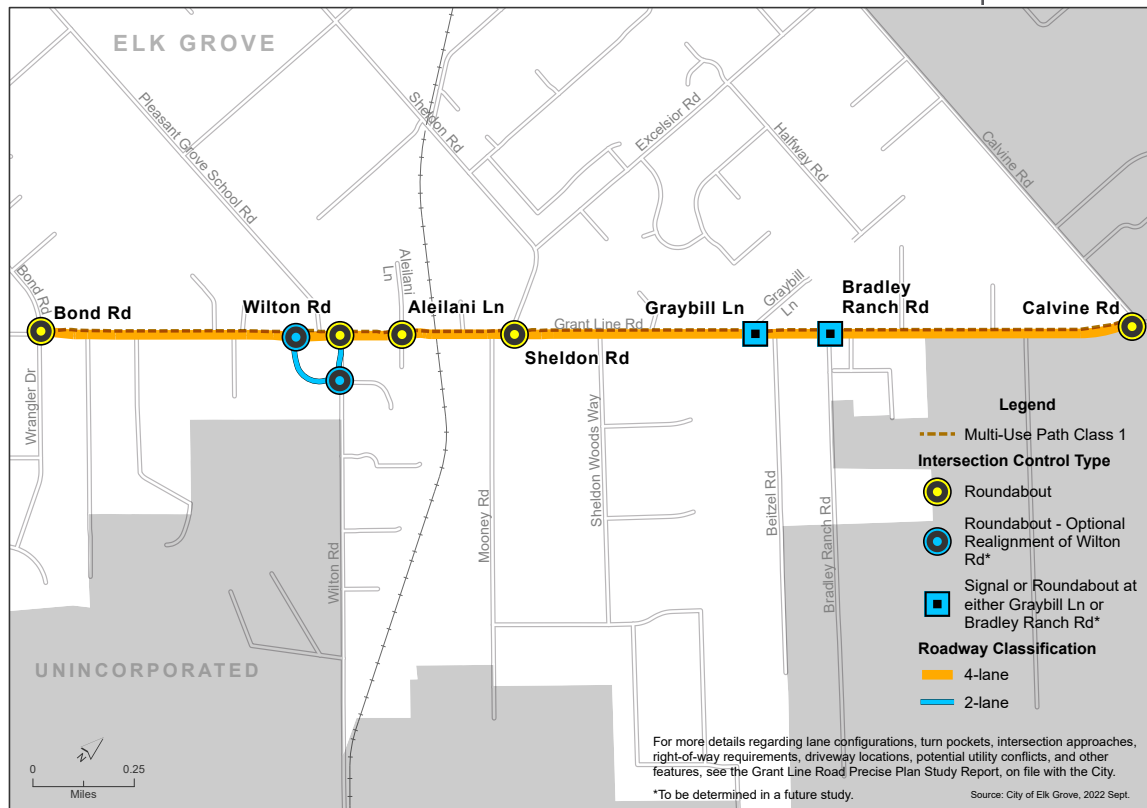 ELK GROVE
Pleasant Grove School Rd
Sheldon Rd
Excelsior Rd
Halfway Rd
Calvine Rd
Bond Rd
Aleilani
Ln
Graybill
Ln
Bond Rd
Wilton Rd
Aleilani Ln
Graybill Ln
Bradley
Ranch Rd
Calvine Rd
Grant Line Rd
Sheldon Rd
Wrangler Dr
Wilton Rd
Mooney Rd
Sheldon Woods Way
Beitzel Rd
Bradley Ranch Rd
UNINCORPORATED
Legend
Multi-Use Path Class 1
Intersection Control Type
Roundabout
Roundabout - Optional
Realignment of Wilton
Rd*
Signal or Roundabout at
either Graybill Ln or
Bradley Ranch Rd*
Roadway Classification
4-lane
2-lane
N
0 0.25
Miles
For more details regarding lane configurations, turn pockets, intersection approaches,
right-of-way requirements, driveway locations, potential utility conflicts, and other
features, see the Grant Line Road Precise Plan Study Report, on file with the City.
*To be determined in a future study.
Source: City of Elk Grove, 2022 Sept.